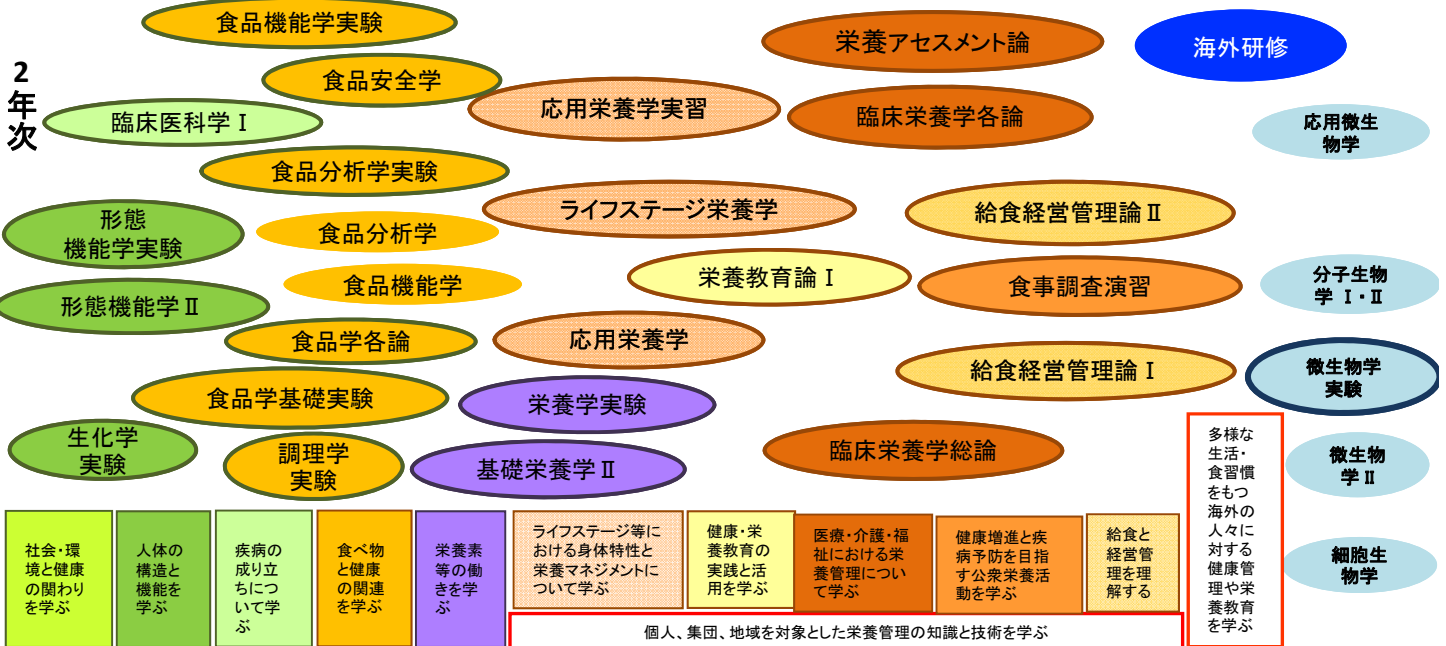 2
年
次
食品機能学実験
栄養アセスメント論
海外研修
食品安全学
応用栄養学実習
臨床医科学Ⅰ
臨床栄養学各論
応用微生
物学
食品分析学実験
ライフステージ栄養学
給食経営管理論Ⅱ
形態
機能学実験
食品分析学
栄養教育論Ⅰ
食品機能学
食事調査演習
分子生物
学 Ⅰ・Ⅱ
形態機能学Ⅱ
食品学各論
応用栄養学
給食経営管理論Ⅰ
微生物学
実験
食品学基礎実験
栄養学実験
生化学
実験
調理学
実験
基礎栄養学Ⅱ
臨床栄養学総論
微生物
学Ⅱ
細胞生
物学
社会・環
境と健康
の関わり
を学ぶ
人体の
構造と
機能を
学ぶ
疾病の
成り立
ちにつ
いて学
ぶ
食べ物
と健康
の関連
を学ぶ
栄養素
等の働
きを学
ぶ
ライフステージ等に
おける身体特性と
栄養マネジメントに
ついて学ぶ
健康・栄
養教育の
実践と活
用を学ぶ
医療・介護・福
祉における栄
養管理につい
て学ぶ
健康増進と疾
病予防を目指
す公衆栄養活
動を学ぶ
給食と
経営管
理を理
解する
多様な
生活・
食習慣
をもつ
海外の
人々に
対する
健康管
理や栄
養教育
を学ぶ
個人、集団、地域を対象とした栄養管理の知識と技術を学ぶ